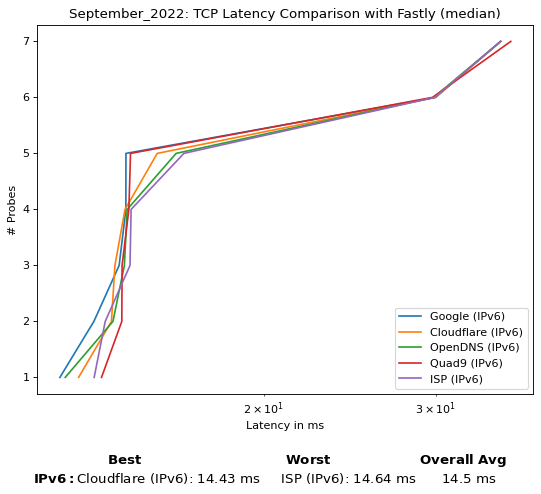 September_2022: TCP Latency Comparison with Fastly (median)
7
6
5
4
3
2
1
# Probes
2 × 10¹
3 × 10¹
Latency in ms
Google (IPv6)
Cloudflare (IPv6)
OpenDNS (IPv6)
Quad9 (IPv6)
ISP (IPv6)
Best Worst Overall Avg
IPv6: Cloudflare (IPv6): 14.43 ms ISP (IPv6): 14.64 ms 14.5 ms